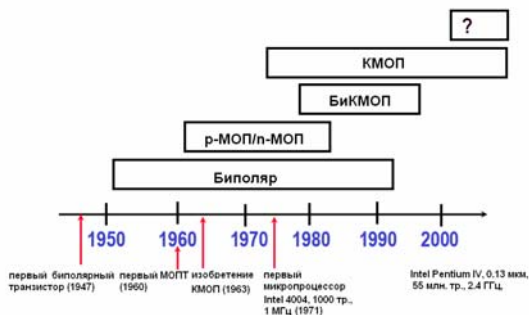 ?
КМОП
БиКМОП
р-МОП/n-МОП
Биполяр
1950 1960 1970 1980 1990 2000
первый биполярный
транзистор (1947)
первый МОПТ
(1960)
изобретение
КМОП (1963)
первый
микропроцессор
Intel 4004, 1000 тр.,
1 МГц (1971)
Intel Pentium IV, 0.13 мкм,
55 млн. тр., 2.4 ГГц,